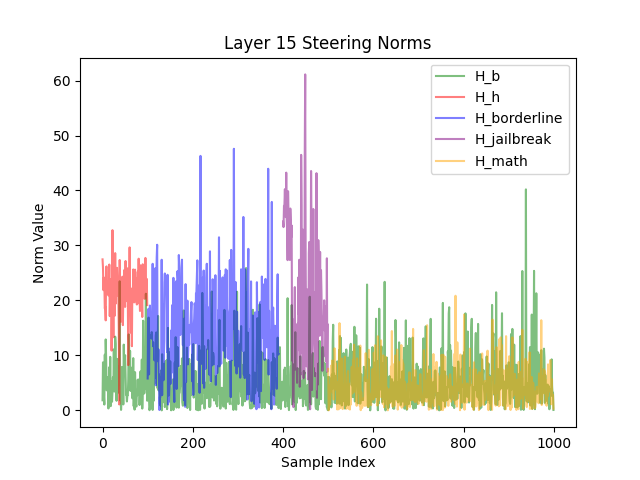 Layer 15 Steering Norms
H_b
H_h
H_borderline
H_jailbreak
H_math
Norm Value
60
50
40
30
20
10
0
0 200 400 600 800 1000
Sample Index